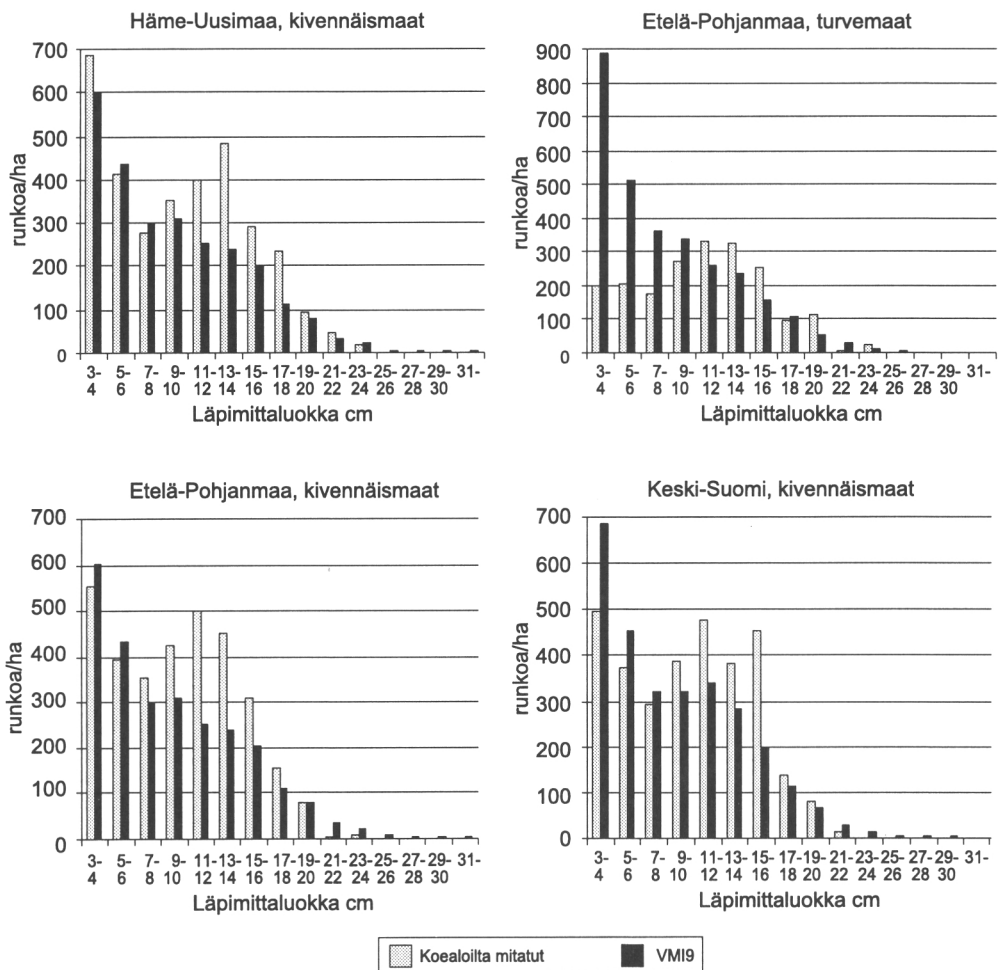 Häme-Uusimaa, kivennäismaat
700
600
500
400
300
200
100
0
runkoa/ha
3- 5- 7- 9- 11- 13- 15- 17- 19- 21- 23- 25- 27- 29- 31-
4 6 8 10 12 14 16 18 20 22 24 26 28 30
Läpimittaluokka cm
Etelä-Pohjanmaa, turvemaat
900
800
700
600
500
400
300
200
100
0
runkoa/ha
3- 5- 7- 9- 11- 13- 15- 17- 19- 21- 23- 25- 27- 29- 31-
4 6 8 10 12 14 16 18 20 22 24 26 28 30
Läpimittaluokka cm
Etelä-Pohjanmaa, kivennäismaat
700
600
500
400
300
200
100
0
runkoa/ha
3- 5- 7- 9- 11- 13- 15- 17- 19- 21- 23- 25- 27- 29- 31-
4 6 8 10 12 14 16 18 20 22 24 26 28 30
Läpimittaluokka cm
Keski-Suomi, kivennäismaat
700
600
500
400
300
200
100
0
runkoa/ha
3- 5- 7- 9- 11- 13- 15- 17- 19- 21- 23- 25- 27- 29- 31-
4 6 8 10 12 14 16 18 20 22 24 26 28 30
Läpimittaluokka cm
Koealoilta mitatut VMI9